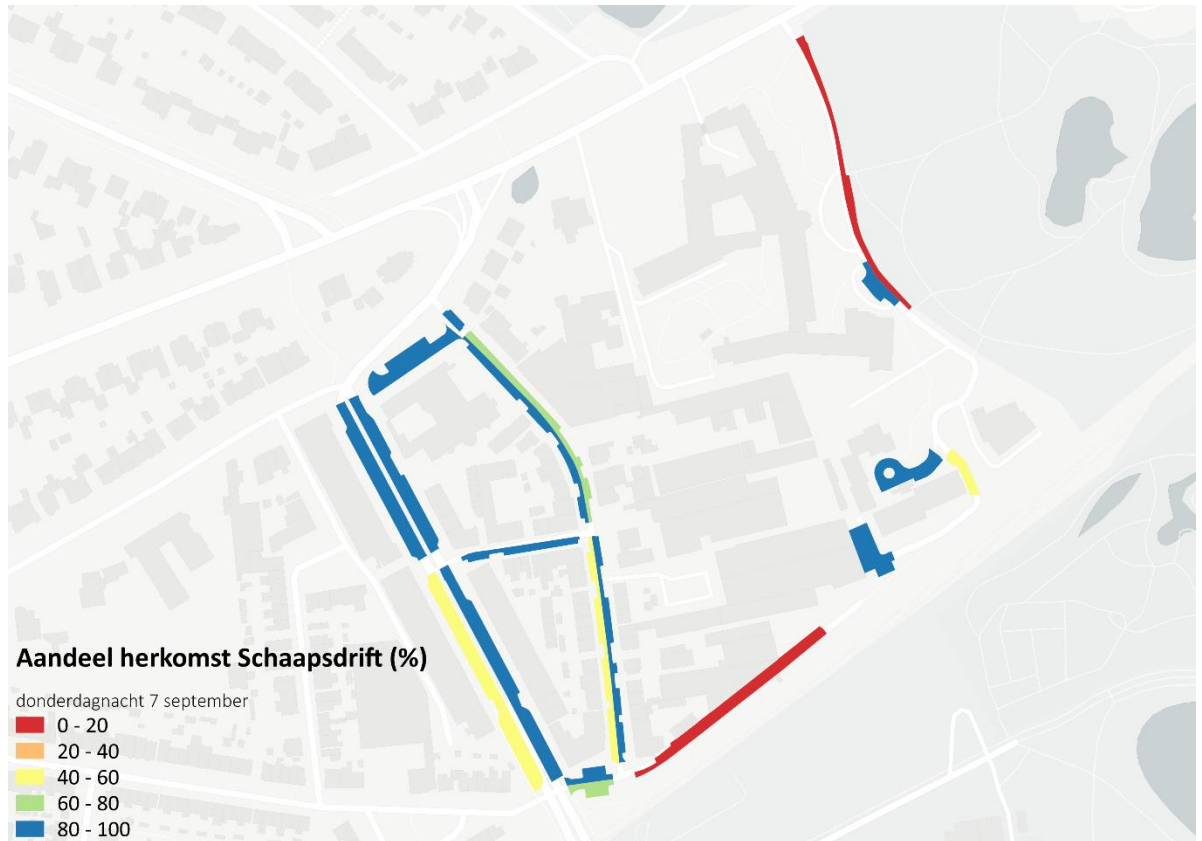 Aandeel herkomst Schaapsdrift (%)
donderdagnacht 7 september
0 - 20
20 - 40
40 - 60
60 - 80
80 - 100